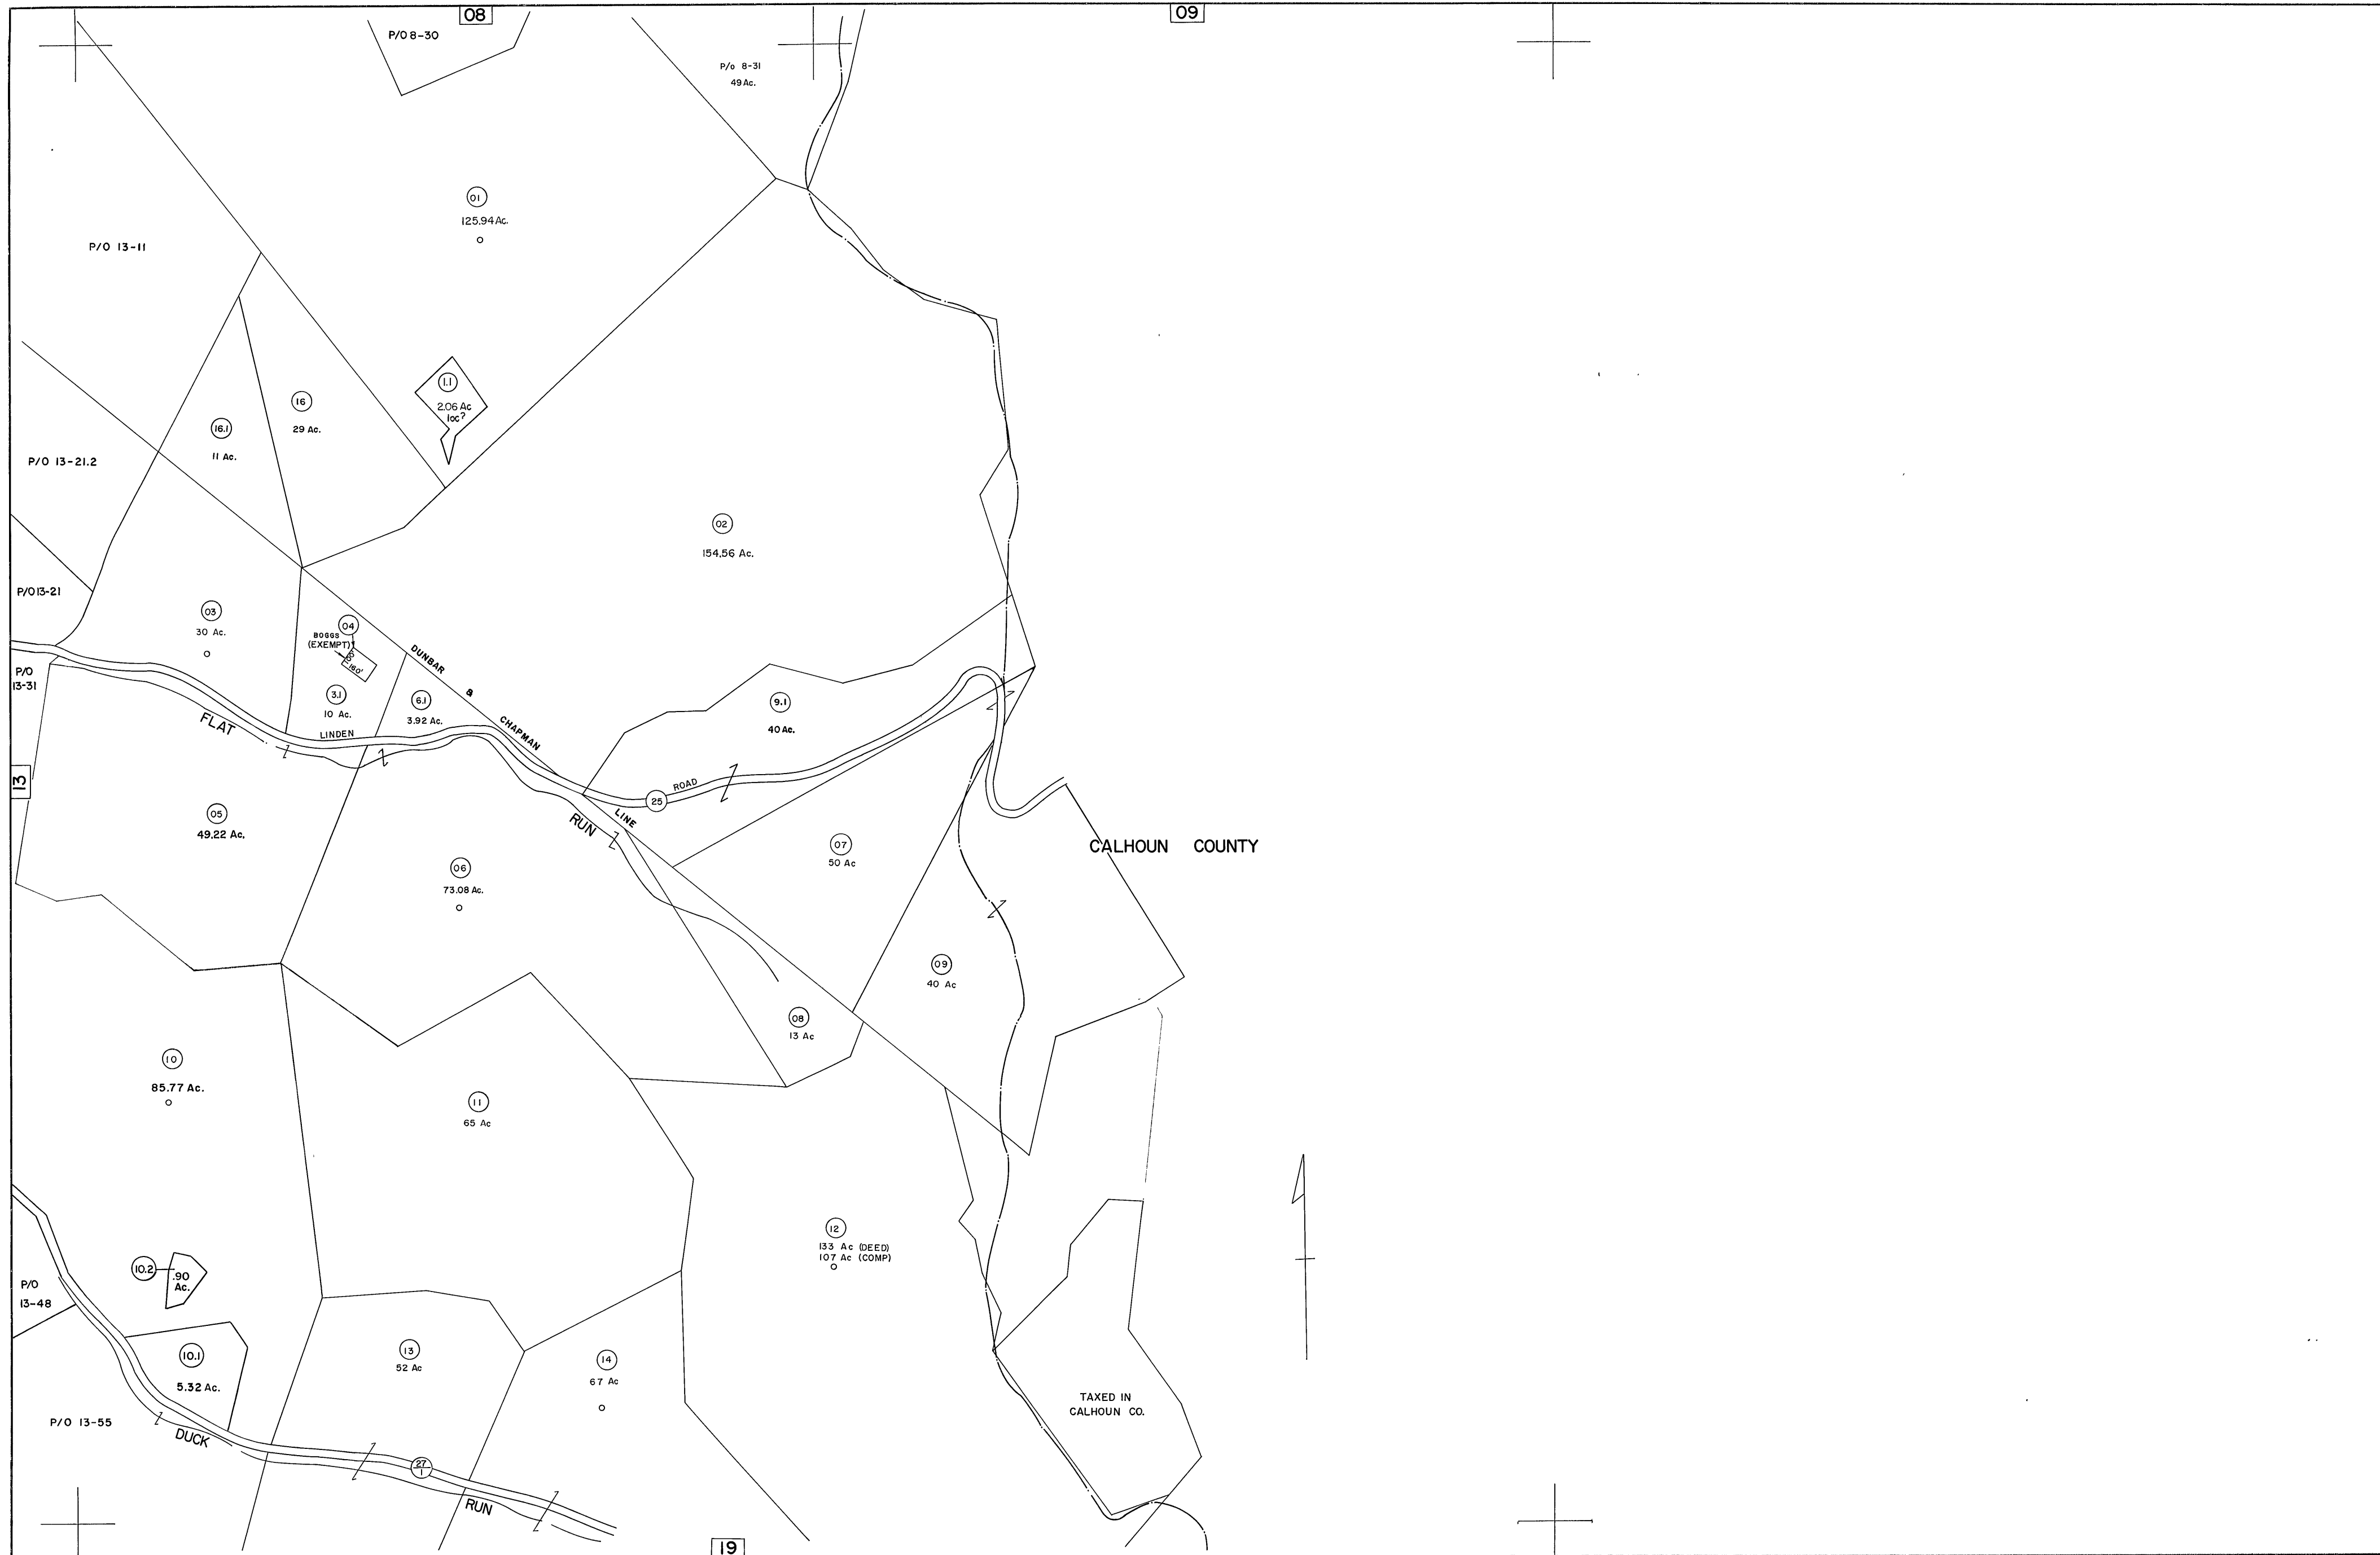 08
09
P/O 8-30
P/o 8-31
49 Ac.
01
125.94 Ac.
P/O 13-11
1.1
2.06 Ac
loc?
16
29 Ac.
16.1
11 Ac.
P/O 13-21.2
02
154.56 Ac.
P/O 13-21
03
30 Ac.
04
BOGGS
(EXEMPT)
160'
DUNBAR & CHAPMAN LINE
P/O
13-31
3.1
10 Ac.
6.1
3.92 Ac.
9.1
40 Ac.
FLAT RUN
LINDEN ROAD
25
13
05
49.22 Ac.
06
73.08 Ac.
07
50 Ac
CALHOUN COUNTY
09
40 Ac
08
13 Ac
10
85.77 Ac.
11
65 Ac
12
133 Ac (DEED)
107 Ac (COMP)
10.2
.90
Ac.
P/O
13-48
10.1
5.32 Ac.
13
52 Ac
14
67 Ac
TAXED IN
CALHOUN CO.
P/O 13-55
DUCK RUN
27
1
19